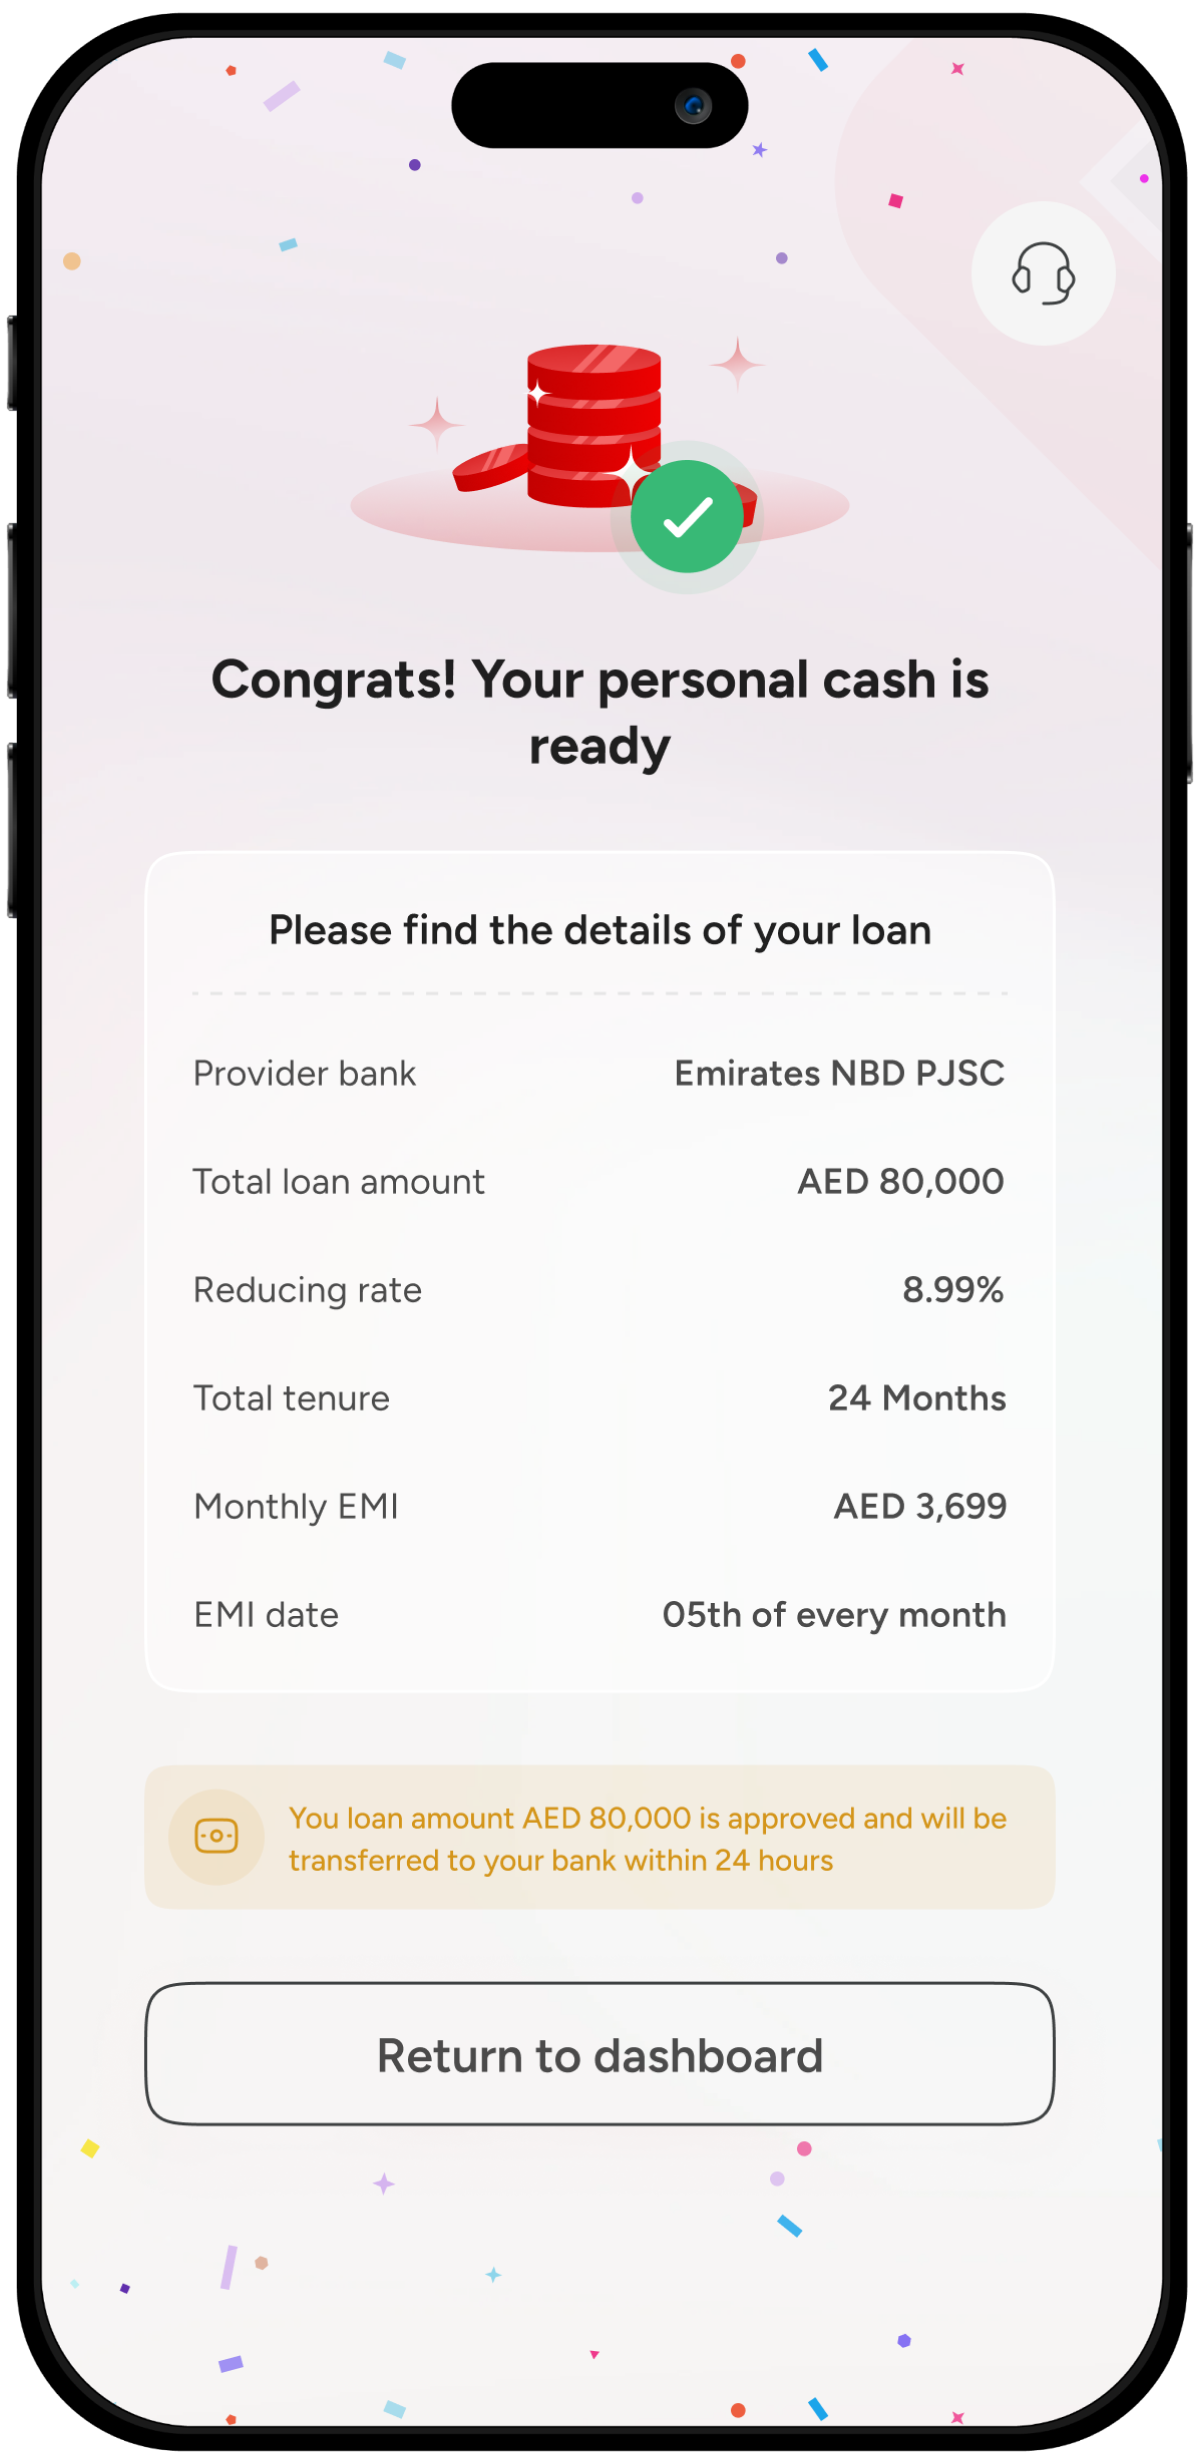 Congrats! Your personal cash is
ready
Please find the details of your loan
Provider bank Emirates NBD PJSC
Total loan amount AED 80,000
Reducing rate 8.99%
Total tenure 24 Months
Monthly EMI AED 3,699
EMI date 05th of every month
You loan amount AED 80,000 is approved and will be
transferred to your bank within 24 hours
Return to dashboard